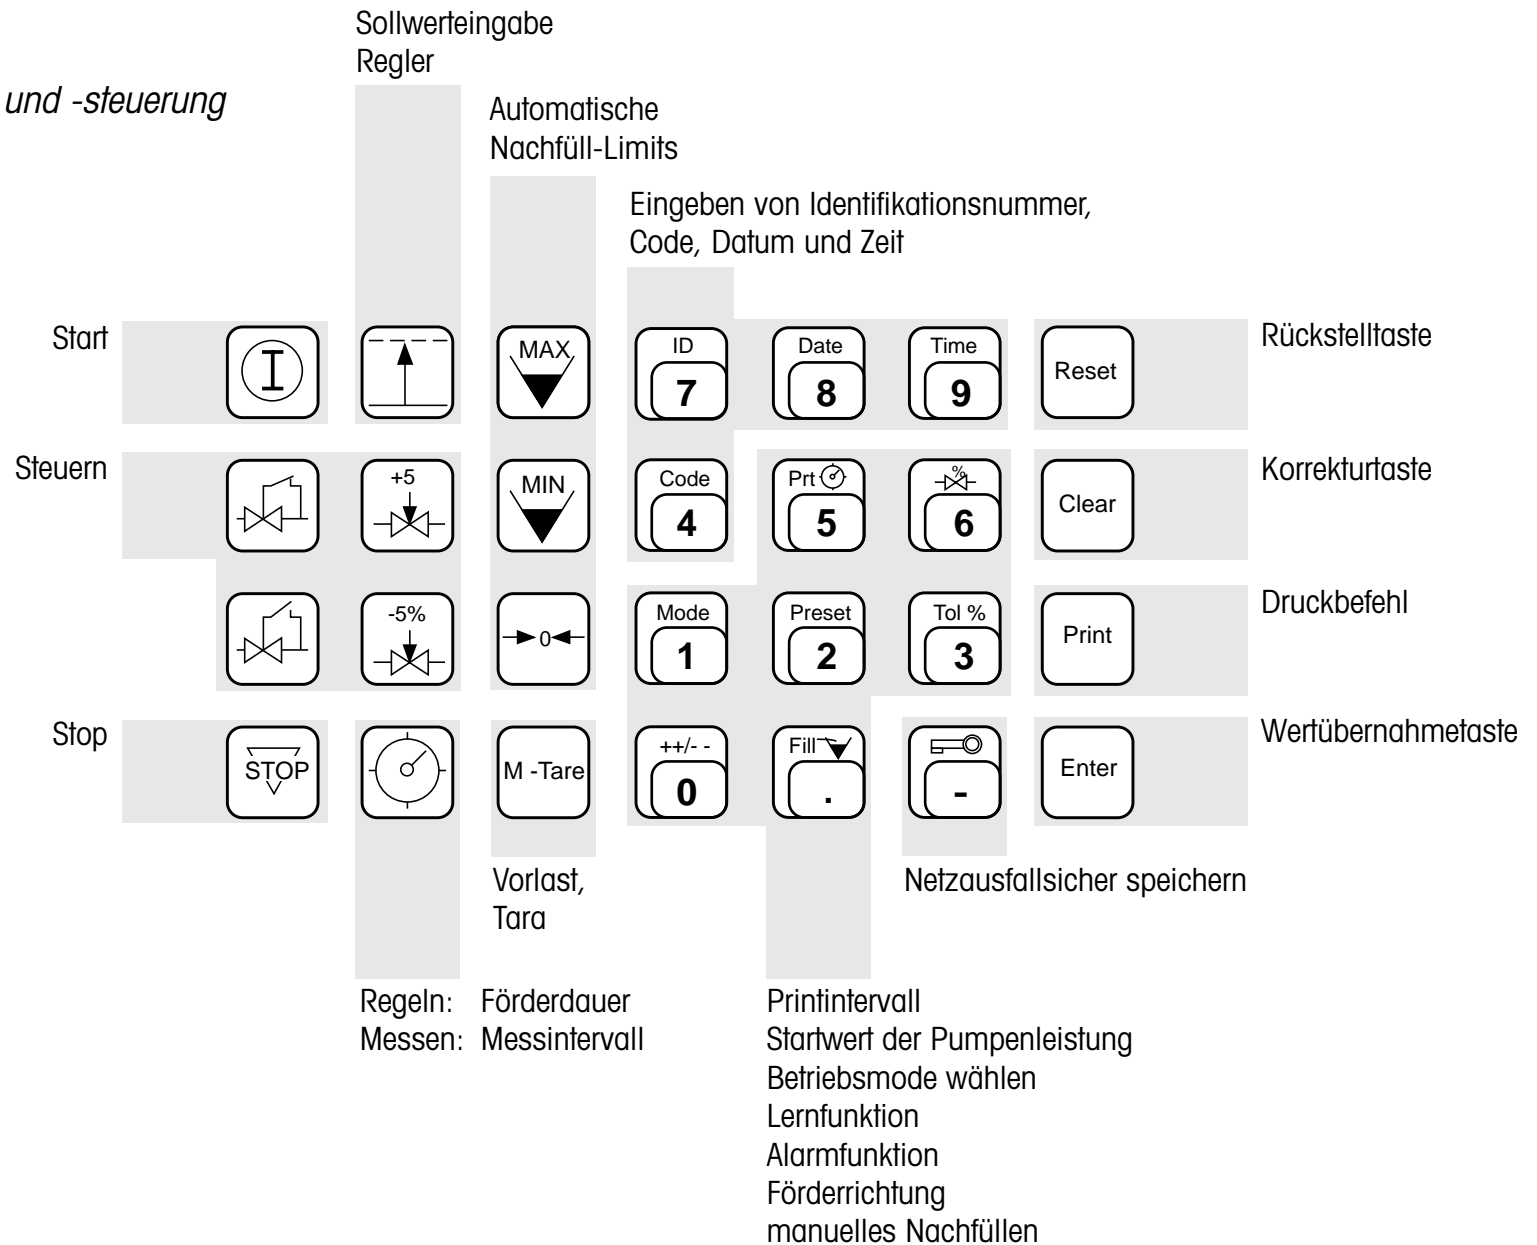 Sollwerteingabe
Regler
und -steuerung
Automatische
Nachfüll-Limits
Eingeben von Identifikationsnummer,
Code, Datum und Zeit
Start
I
MAX
ID
7
Date
8
Time
9
Reset
Rückstelltaste
Steuern
+5
MIN
Code
4
Prt
5
%
6
Clear
Korrekturtaste
-5%
0
Mode
1
Preset
2
Tol %
3
Print
Druckbefehl
Stop
STOP
M -Tare
++/- -
0
Fill
.
-
Enter
Wertübernahmetaste
Vorlast,
Tara
Netzausfallsicher speichern
Regeln: Förderdauer
Messen: Messintervall
Printintervall
Startwert der Pumpenleistung
Betriebsmode wählen
Lernfunktion
Alarmfunktion
Förderrichtung
manuelles Nachfüllen